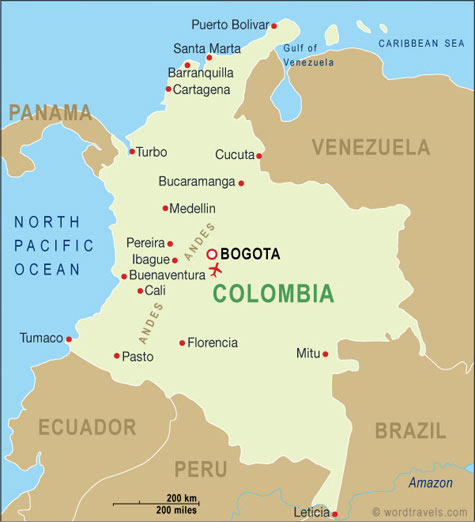 Puerto Bolivar
Santa Marta
Gulf of
Venezuela
CARIBBEAN SEA
Barranquilla
Cartagena
PANAMA
Turbo
Cucuta
VENEZUELA
Bucaramanga
Medellin
NORTH
PACIFIC
OCEAN
Pereira
ANDES
BOGOTA
Ibague
Buenaventura
Cali
COLOMBIA
ANDES
Tumaco
Pasto
Florencia
Mitu
ECUADOR
BRAZIL
PERU
Amazon
200 km
200 miles
Leticia
© wordtravels.com